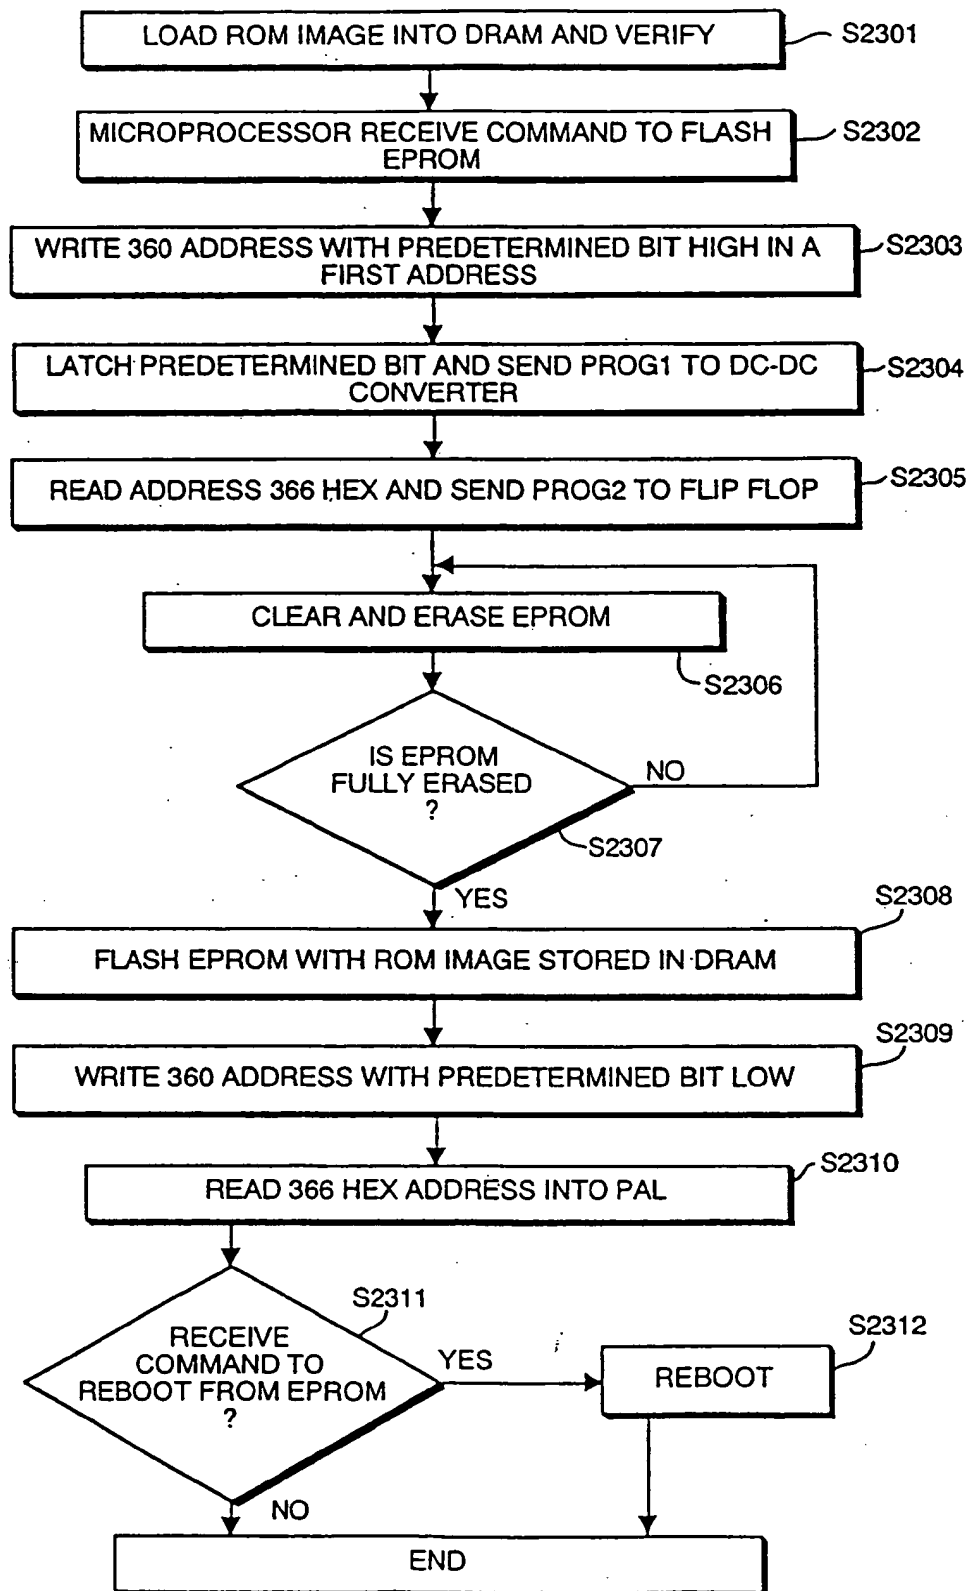 LOAD ROM IMAGE INTO DRAM AND VERIFY
S2301
MICROPROCESSOR RECEIVE COMMAND TO FLASH
EPROM
S2302
WRITE 360 ADDRESS WITH PREDETERMINED BIT HIGH IN A
FIRST ADDRESS
S2303
LATCH PREDETERMINED BIT AND SEND PROG1 TO DC-DC
CONVERTER
S2304
READ ADDRESS 366 HEX AND SEND PROG2 TO FLIP FLOP
S2305
CLEAR AND ERASE EPROM
S2306
IS EPROM
FULLY ERASED
?
NO
S2307
YES
S2308
FLASH EPROM WITH ROM IMAGE STORED IN DRAM
S2309
WRITE 360 ADDRESS WITH PREDETERMINED BIT LOW
S2310
READ 366 HEX ADDRESS INTO PAL
S2311
RECEIVE
COMMAND TO
REBOOT FROM EPROM
?
YES
S2312
REBOOT
NO
END